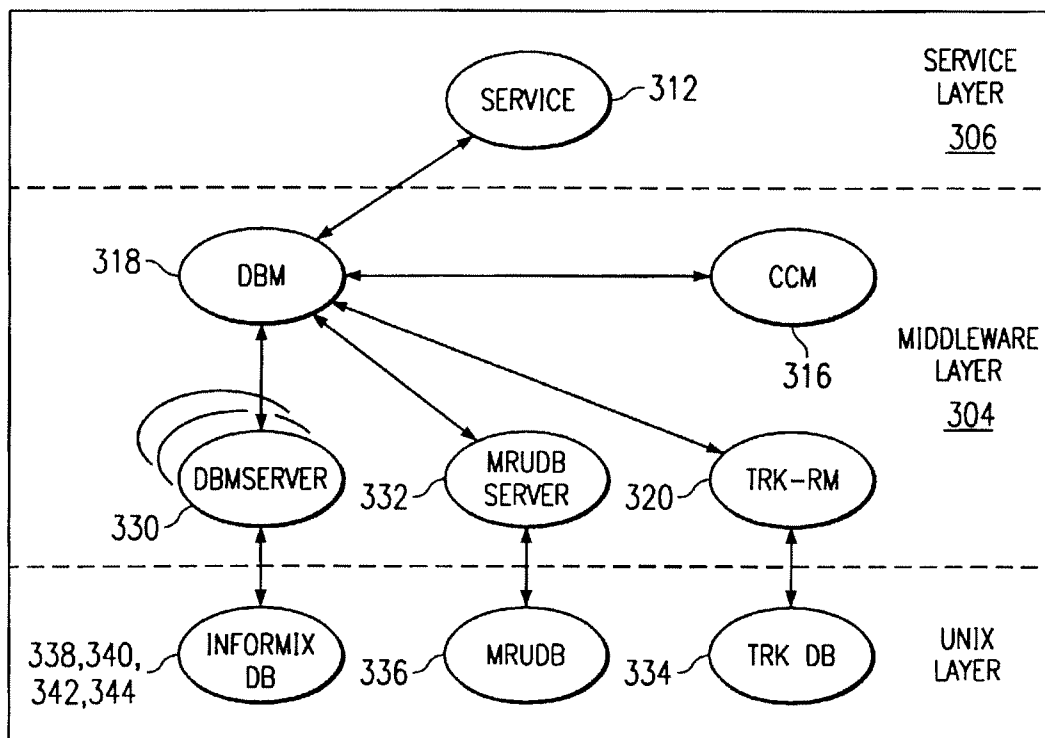 SERVICE
312
SERVICE
LAYER
306
318
DBM
CCM
316
MIDDLEWARE
LAYER
304
DBMSERVER
330
MRUDB
SERVER
332
TRK-RM
320
338,340,
342,344
INFORMIX
DB
336
MRUDB
334
TRK DB
UNIX
LAYER